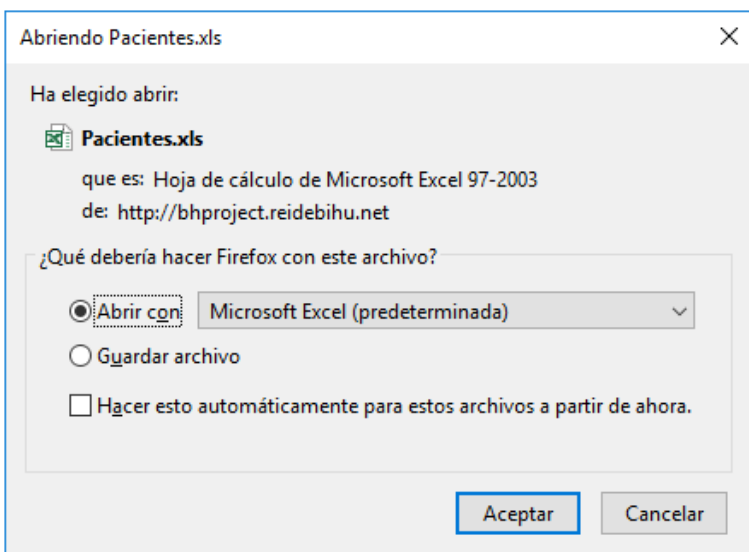 Abriendo Pacientes.xls
Ha elegido abrir:
Pacientes.xls
que es: Hoja de cálculo de Microsoft Excel 97-2003
de: http://bhproject.reidebihu.net
¿Qué debería hacer Firefox con este archivo?
Abrir con Microsoft Excel (predeterminada)
Guardar archivo
Hacer esto automáticamente para estos archivos a partir de ahora.
Aceptar Cancelar